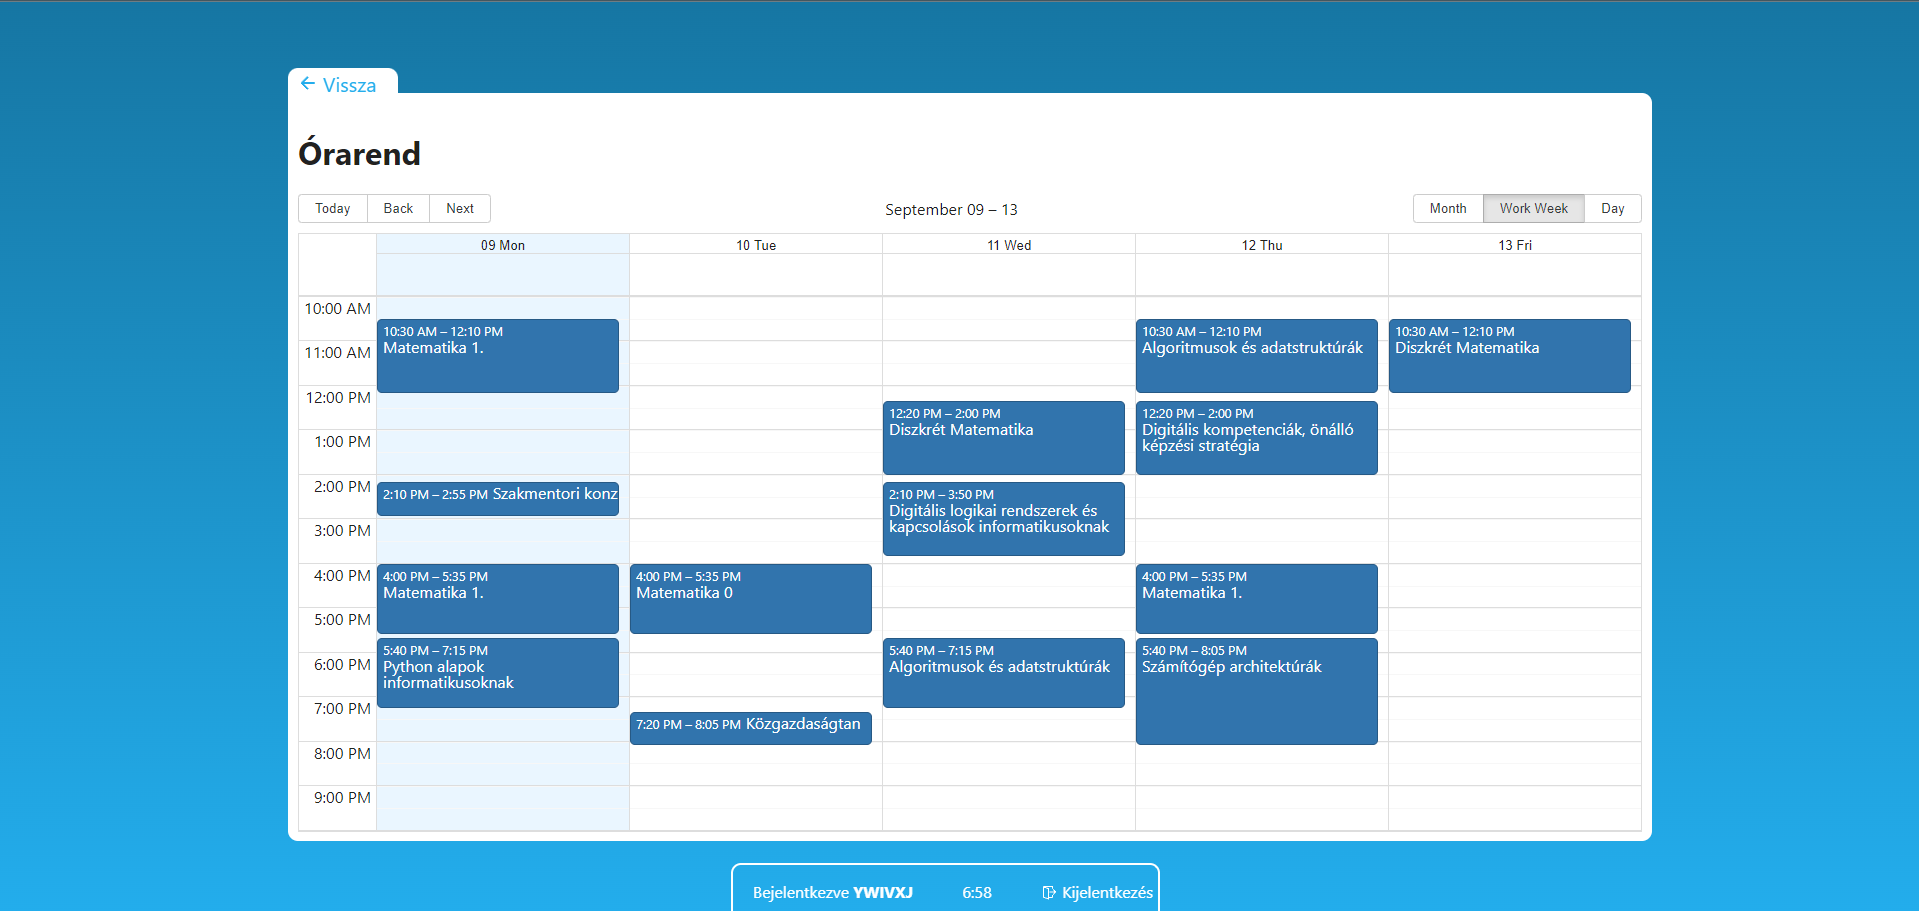 ← Vissza
Órarend
Today Back Next
September 09 – 13
Month Work Week Day
09 Mon 10 Tue 11 Wed 12 Thu 13 Fri
10:00 AM
11:00 AM
12:00 PM
1:00 PM
2:00 PM
3:00 PM
4:00 PM
5:00 PM
6:00 PM
7:00 PM
8:00 PM
9:00 PM
10:30 AM – 12:10 PM
Matematika 1.
2:10 PM – 2:55 PM Szakmentori konz
4:00 PM – 5:35 PM
Matematika 1.
5:40 PM – 7:15 PM
Python alapok
informatikusoknak
4:00 PM – 5:35 PM
Matematika 0
7:20 PM – 8:05 PM Közgazdaságtan
12:20 PM – 2:00 PM
Diszkrét Matematika
2:10 PM – 3:50 PM
Digitális logikai rendszerek és
kapcsolások informatikusoknak
5:40 PM – 7:15 PM
Algoritmusok és adatstruktúrák
10:30 AM – 12:10 PM
Algoritmusok és adatstruktúrák
12:20 PM – 2:00 PM
Digitális kompetenciák, önálló
képzési stratégia
4:00 PM – 5:35 PM
Matematika 1.
5:40 PM – 8:05 PM
Számítógép architektúrák
10:30 AM – 12:10 PM
Diszkrét Matematika
Bejelentkezve YWIVXJ 6:58 Kijelentkezés